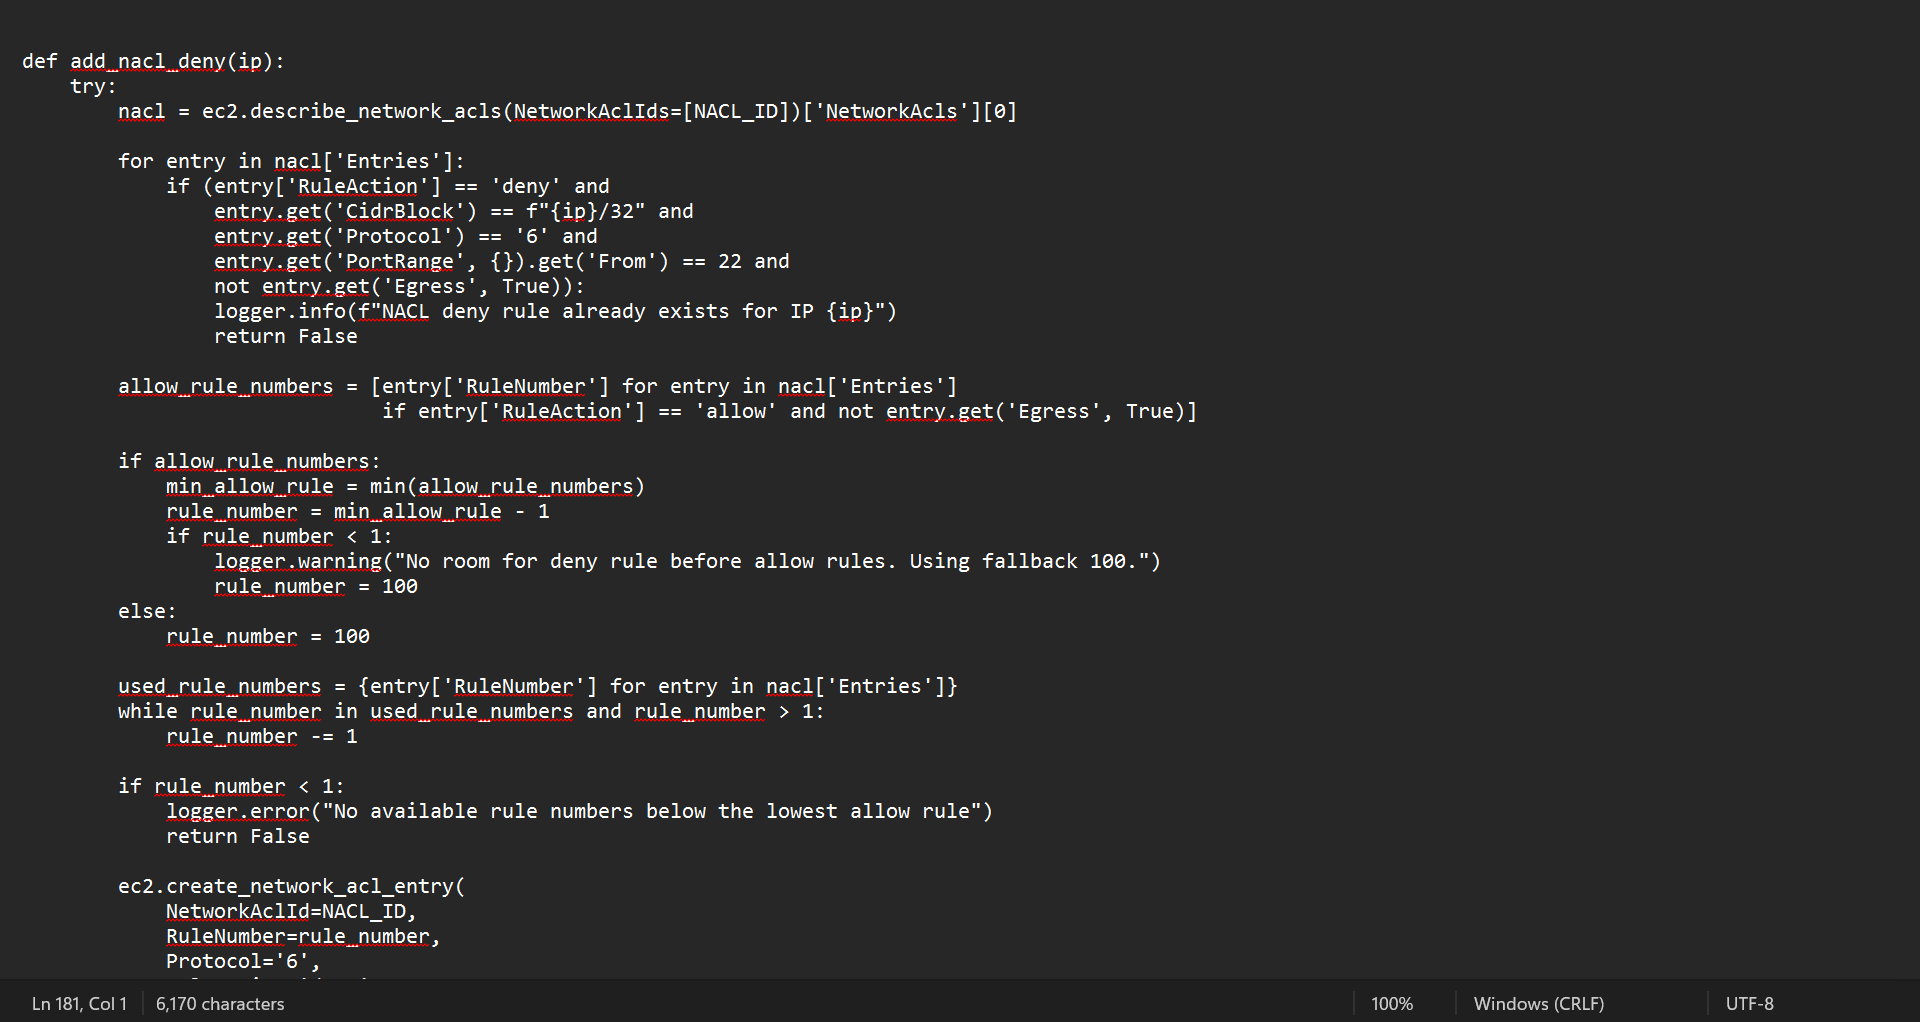 def add_nacl_deny(ip):
    try:
        nacl = ec2.describe_network_acls(NetworkAclIds=[NACL_ID])['NetworkAcls'][0]

        for entry in nacl['Entries']:
            if (entry['RuleAction'] == 'deny' and
                entry.get('CidrBlock') == f"{ip}/32" and
                entry.get('Protocol') == '6' and
                entry.get('PortRange', {}).get('From') == 22 and
                not entry.get('Egress', True)):
                logger.info(f"NACL deny rule already exists for IP {ip}")
                return False

        allow_rule_numbers = [entry['RuleNumber'] for entry in nacl['Entries']
                              if entry['RuleAction'] == 'allow' and not entry.get('Egress', True)]

        if allow_rule_numbers:
            min_allow_rule = min(allow_rule_numbers)
            rule_number = min_allow_rule - 1
            if rule_number < 1:
                logger.warning("No room for deny rule before allow rules. Using fallback 100.")
                rule_number = 100
        else:
            rule_number = 100

        used_rule_numbers = {entry['RuleNumber'] for entry in nacl['Entries']}
        while rule_number in used_rule_numbers and rule_number > 1:
            rule_number -= 1

        if rule_number < 1:
            logger.error("No available rule numbers below the lowest allow rule")
            return False

        ec2.create_network_acl_entry(
            NetworkAclId=NACL_ID,
            RuleNumber=rule_number,
            Protocol='6',
Ln 181, Col 1 6,170 characters 100% Windows (CRLF) UTF-8